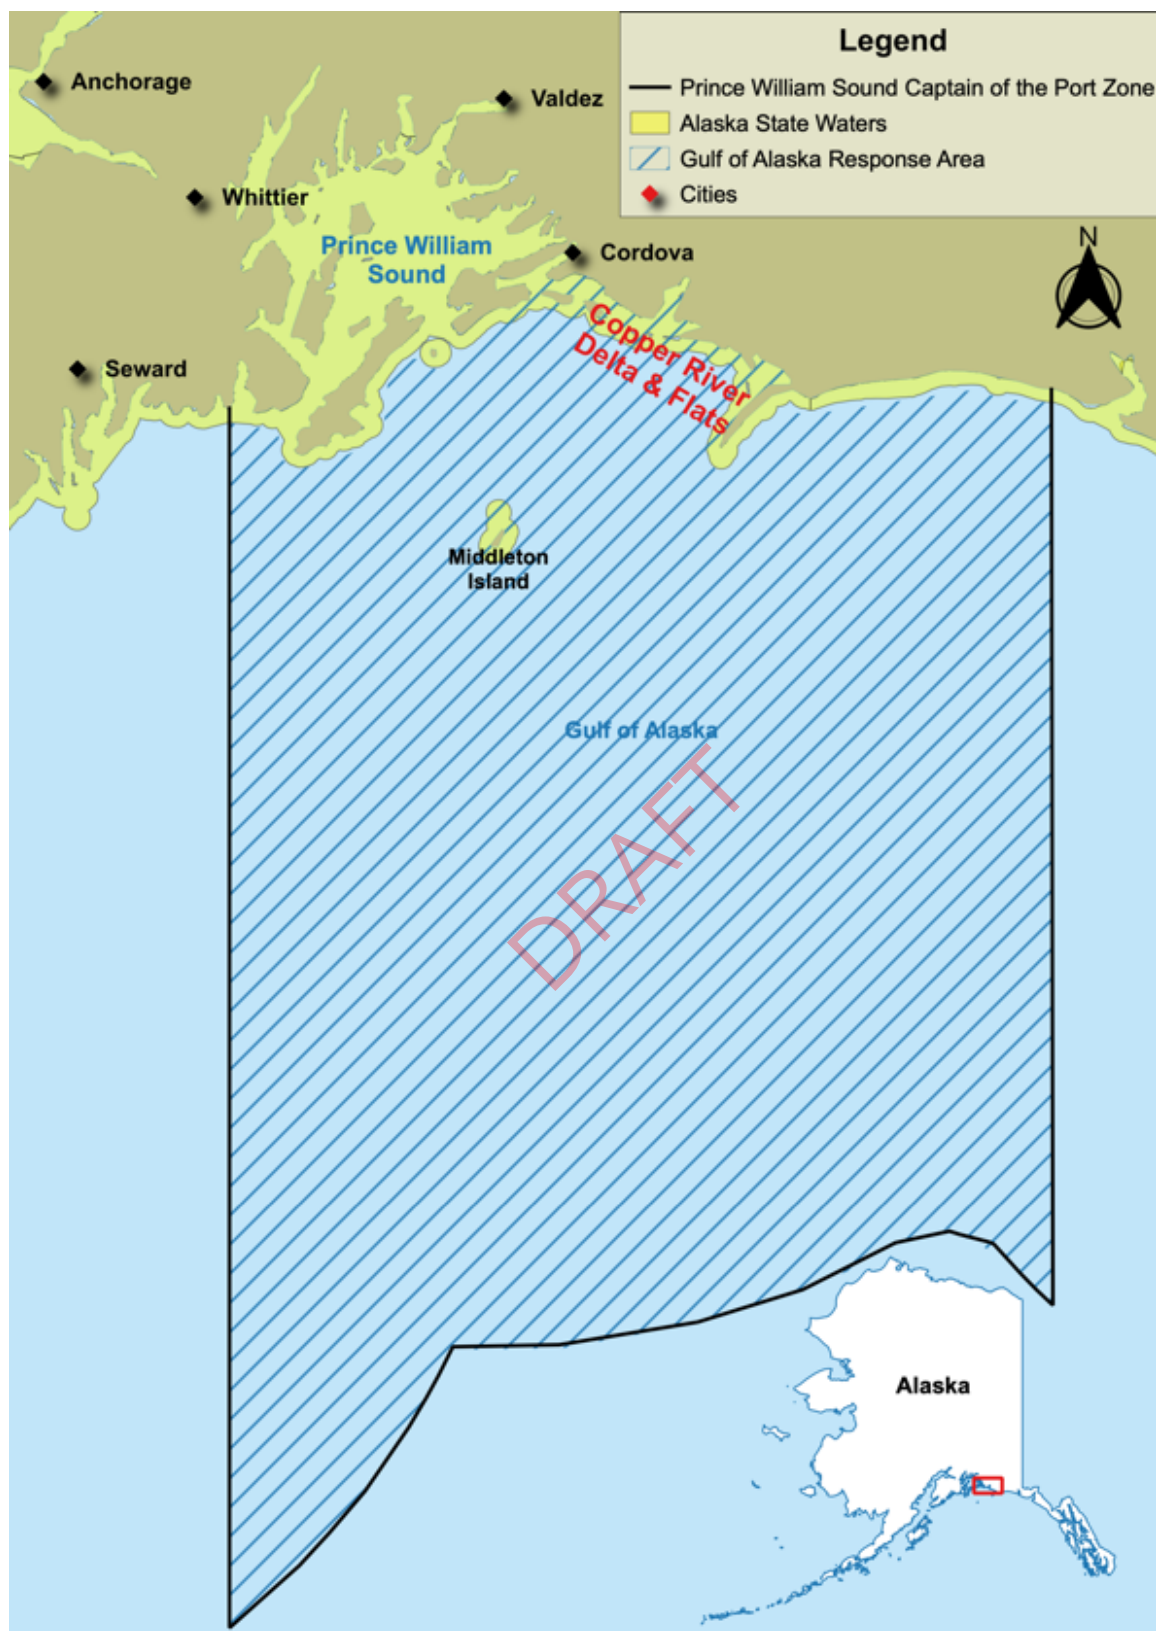 Legend
Prince William Sound Captain of the Port Zone
Alaska State Waters
Gulf of Alaska Response Area
Cities
N
Anchorage
Valdez
Whittier
Prince William
Sound
Cordova
Copper River
Delta & Flats
Seward
Middleton
Island
Gulf of Alaska
DRAFT
Alaska